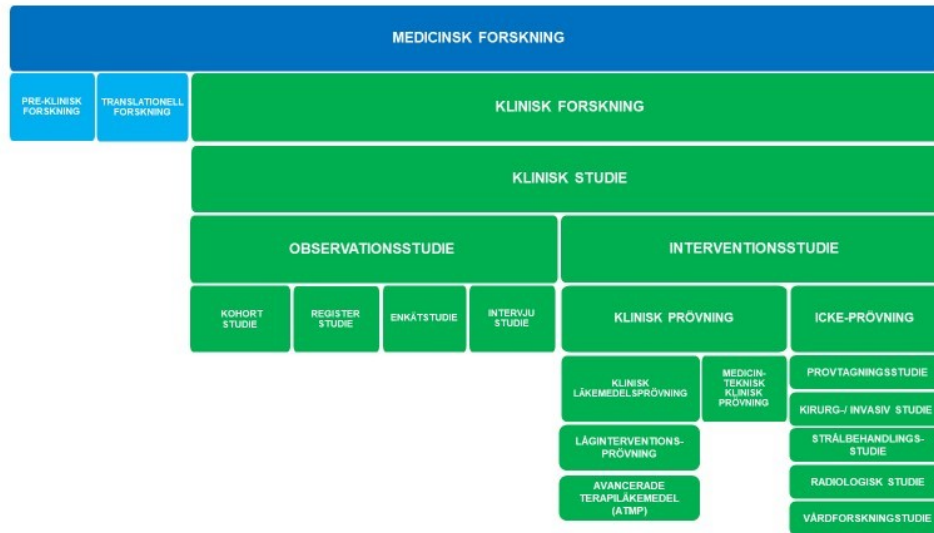 MEDICINSK FORSKNING
PRE-KLINISK
FORSKNING
TRANSLATIONELL
FORSKNING
KLINISK FORSKNING
KLINISK STUDIE
OBSERVATIONSSTUDIE
INTERVENTIONSSTUDIE
KOHORT
STUDIE
REGISTER
STUDIE
ENKÄTSTUDIE
INTERVJU
STUDIE
KLINISK PRÖVNING
ICKE-PRÖVNING
KLINISK
LÄKEMEDELSPRÖVNING
MEDICIN-
TEKNISK
KLINISK
PRÖVNING
PROVTAGNINGSSTUDIE
KIRURG-/ INVASIV STUDIE
LÅGINTERVENTIONS-
PRÖVNING
STRÅLBEHANDLINGS-
STUDIE
AVANCERADE
TERAPILÄKEMEDEL
(ATMP)
RADIOLOGISK STUDIE
VÅRDFORSKNINGSTUDIE